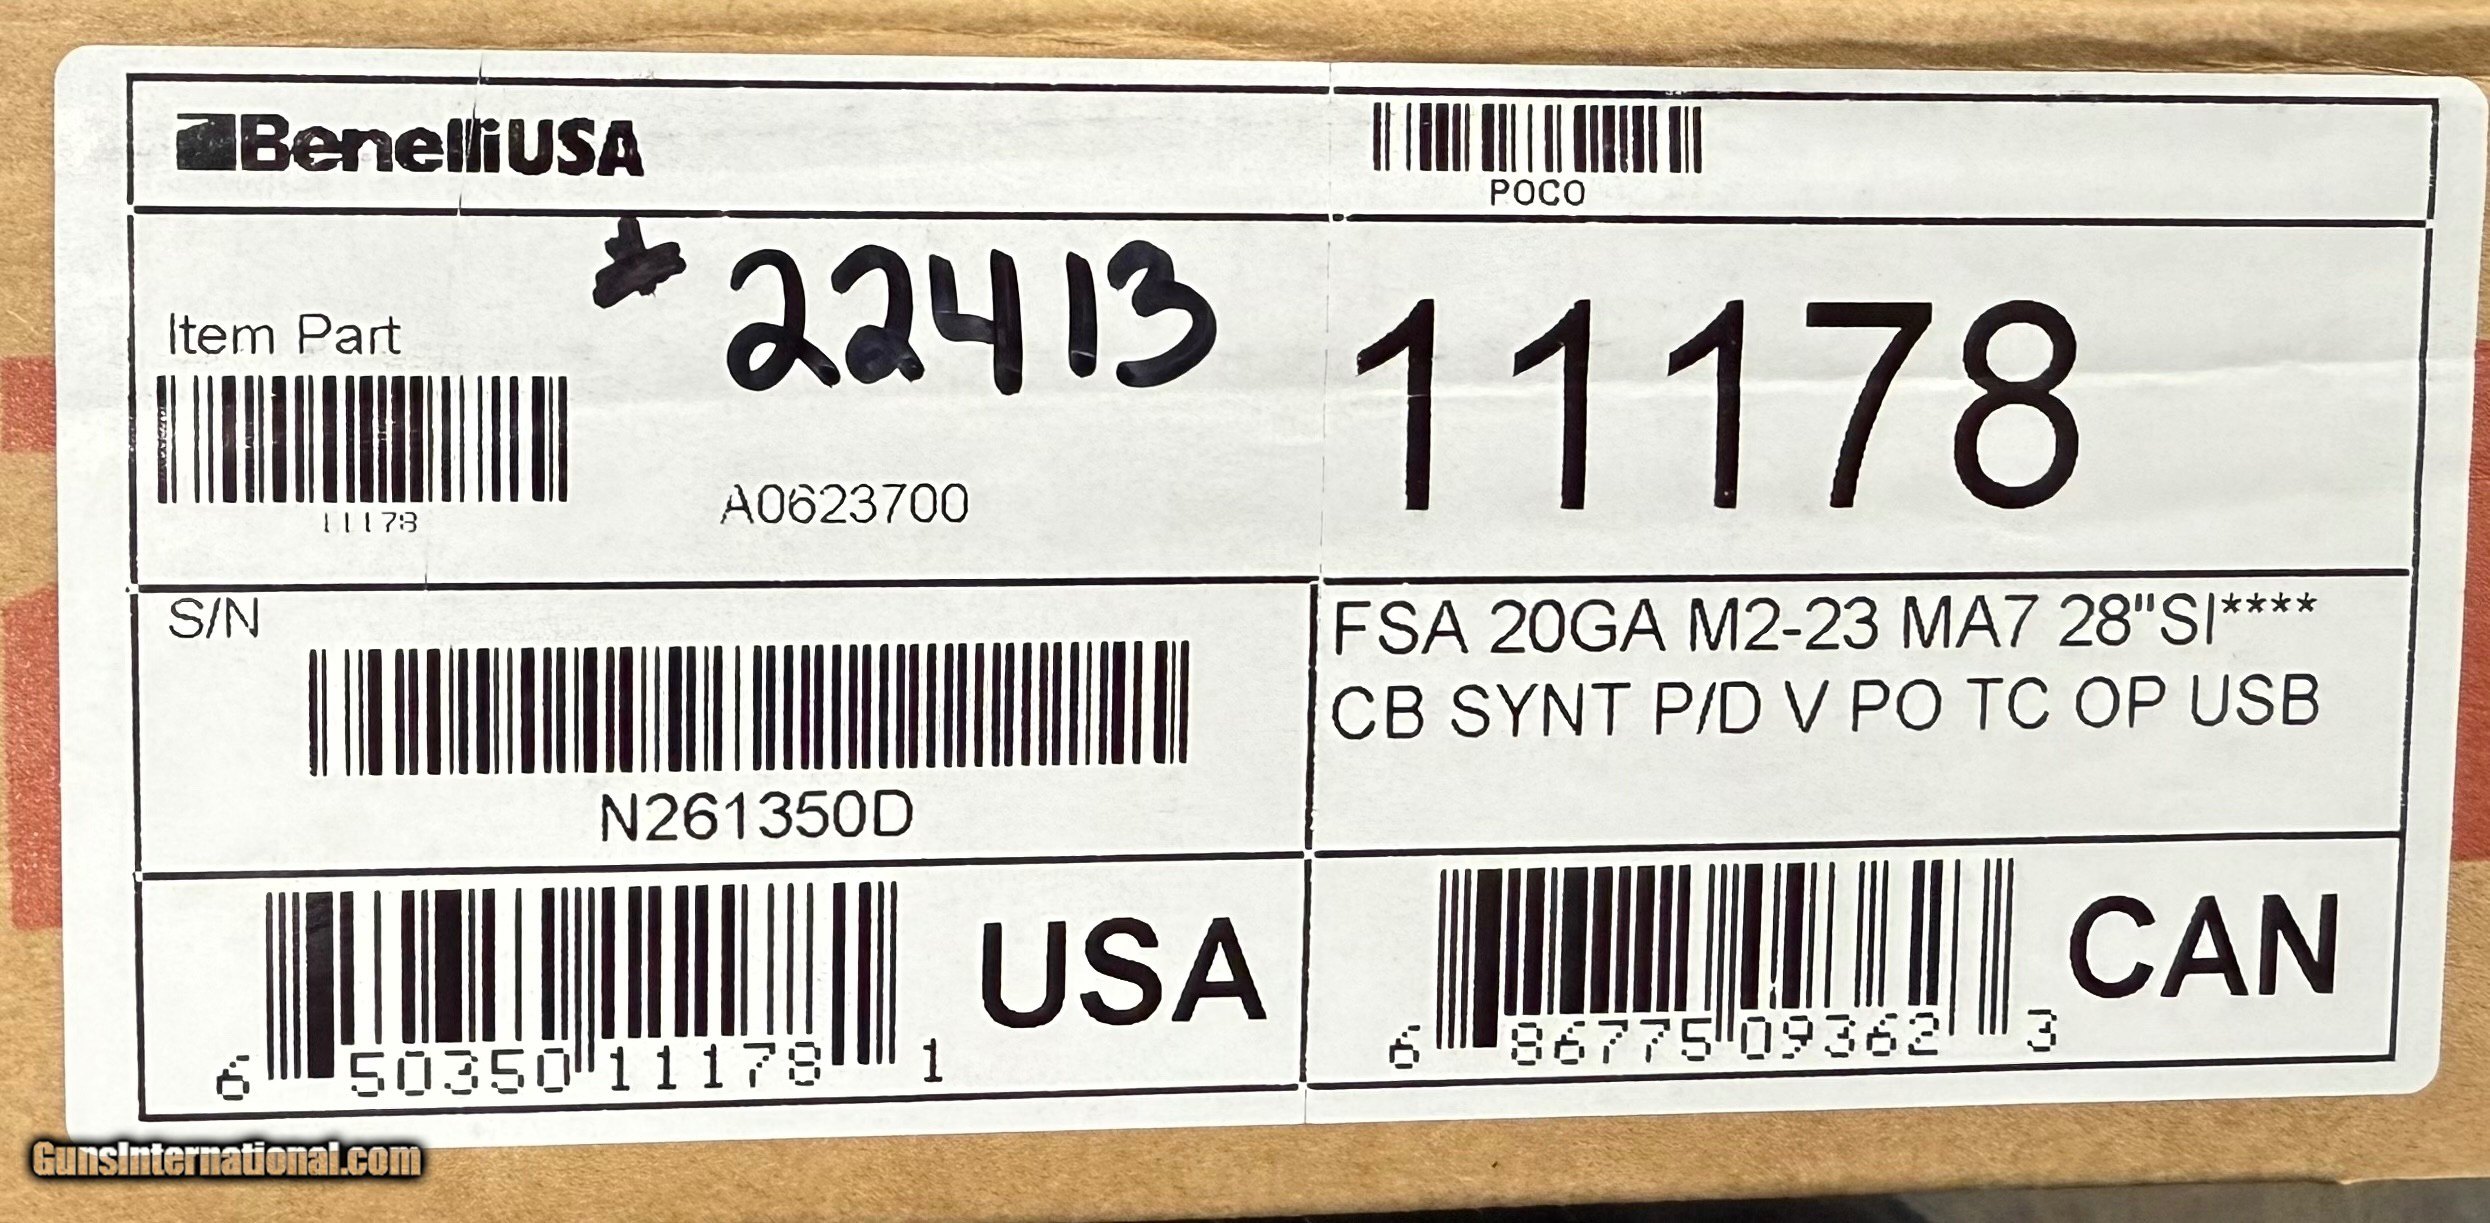 BenelliUSA
POCO
22413
Item Part
11178
11178
A0623700
S/N
FSA 20GA M2-23 MA7 28"SI****
CB SYNT P/D V PO TC OP USB
N261350D
6 50350 11178 1
USA
6 86775 09362 3
CAN
GunsInternational.com